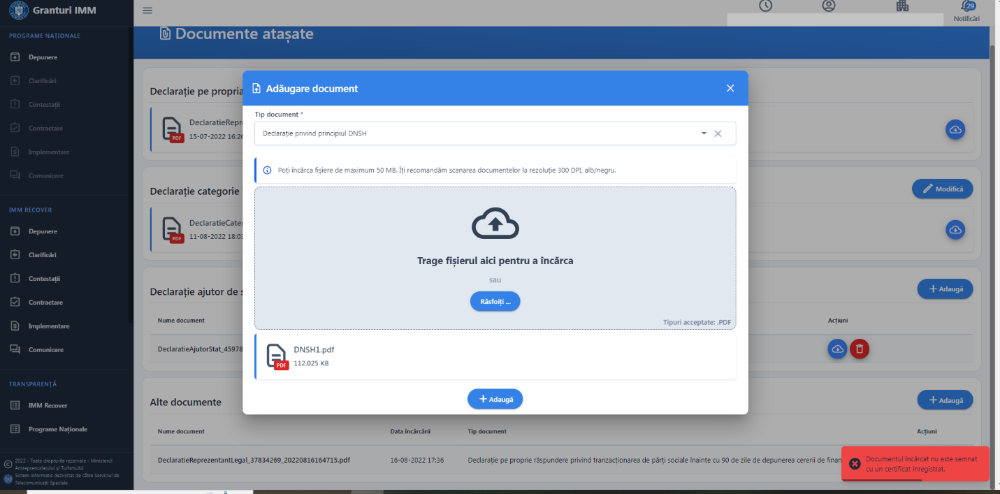 Granturi IMM
PROGRAME NAȚIONALE
Depunere
Clarificări
Contestații
Contractare
Implementare
Comunicare
IMM RECOVER
Depunere
Clarificări
Contestații
Contractare
Implementare
Comunicare
TRANSPARENȚĂ
IMM Recover
Programe Naționale
2022 - Toate drepturile rezervate - Ministerul
Antreprenoriatului și Turismului
Sistem informatic dezvoltat de către Serviciul de
Telecomunicații Speciale
29
Notificări
Documente atașate
Declarație pe propria
DeclaratieRepr
15-07-2022 16:26
PDF
Declarație categorie
Modifică
DeclaratieCateg
11-08-2022 18:03
PDF
Declarație ajutor de s
Adaugă
Nume document
Acțiuni
DeclaratieAjutorStat_45978
Alte documente
Adaugă
Nume document
Data încărcării
Tip document
Acțiuni
DeclaratieReprezentantLegal_37834269_20220816164715.pdf
16-08-2022 17:36
Declarație pe proprie răspundere privind tranzacționarea de părți sociale înainte cu 90 de zile de depunerea cererii de finan
Adăugare document
Tip document *
Declarație privind principiul DNSH
Poți încărca fișiere de maximum 50 MB. Îți recomandăm scanarea documentelor la rezoluție 300 DPI, alb/negru.
Trage fișierul aici pentru a încărca
sau
Răsfoiți ...
Tipuri acceptate: .PDF
DNSH1.pdf
112.025 KB
PDF
Adaugă
Documentul încărcat nu este semnat
cu un certificat înregistrat.